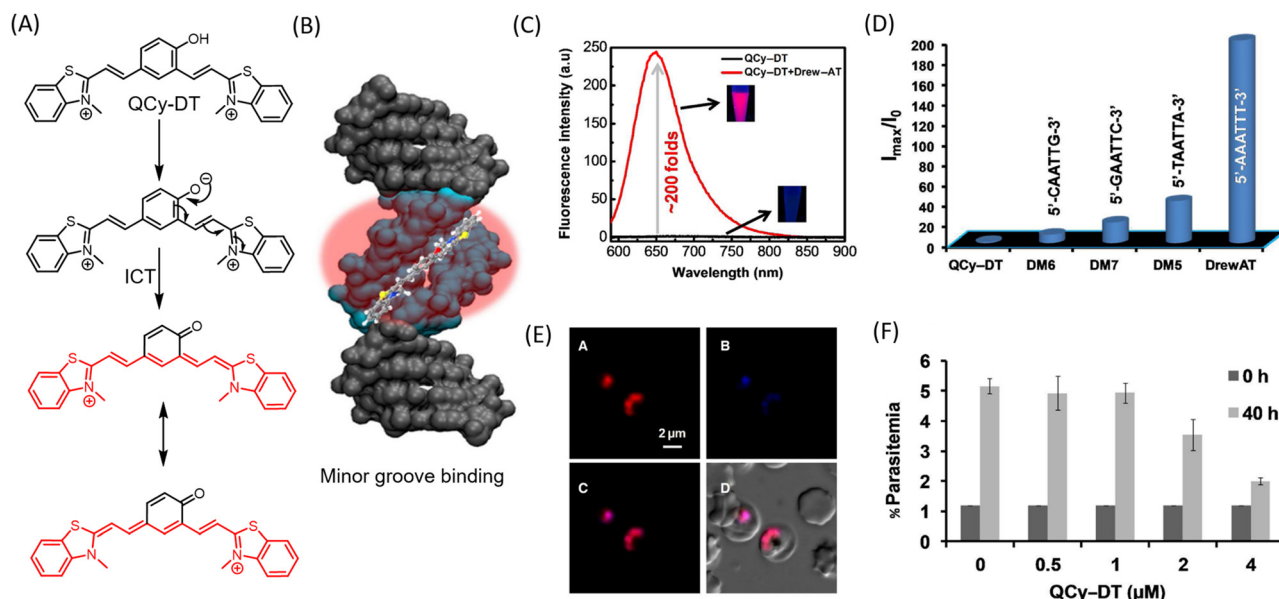 (A)
OH
S
S
N
⊕
N
⊕
QCy-DT
O
⊖
S
S
N
⊕
N
⊕
ICT
O
S
S
N
⊕
N
O
S
S
N
N
⊕
(B)
Minor groove binding
(C)
Fluorescence Intensity (a.u)
250
200
150
100
50
0
600 650 700 750 800 850 900
Wavelength (nm)
QCy–DT
QCy–DT+Drew–AT
~200 folds
(D)
Imax/I0
200
180
160
140
120
100
80
60
40
20
0
5’-CAATTG-3’
5’-GAATTC-3’
5’-TAATTA-3’
5’-AAATTT-3’
QCy–DT DM6 DM7 DM5 DrewAT
(E)
A
B
2 µm
C
D
(F)
% Parasitemia
6
5
4
3
2
1
0
0 h
40 h
0 0.5 1 2 4
QCy–DT (µM)